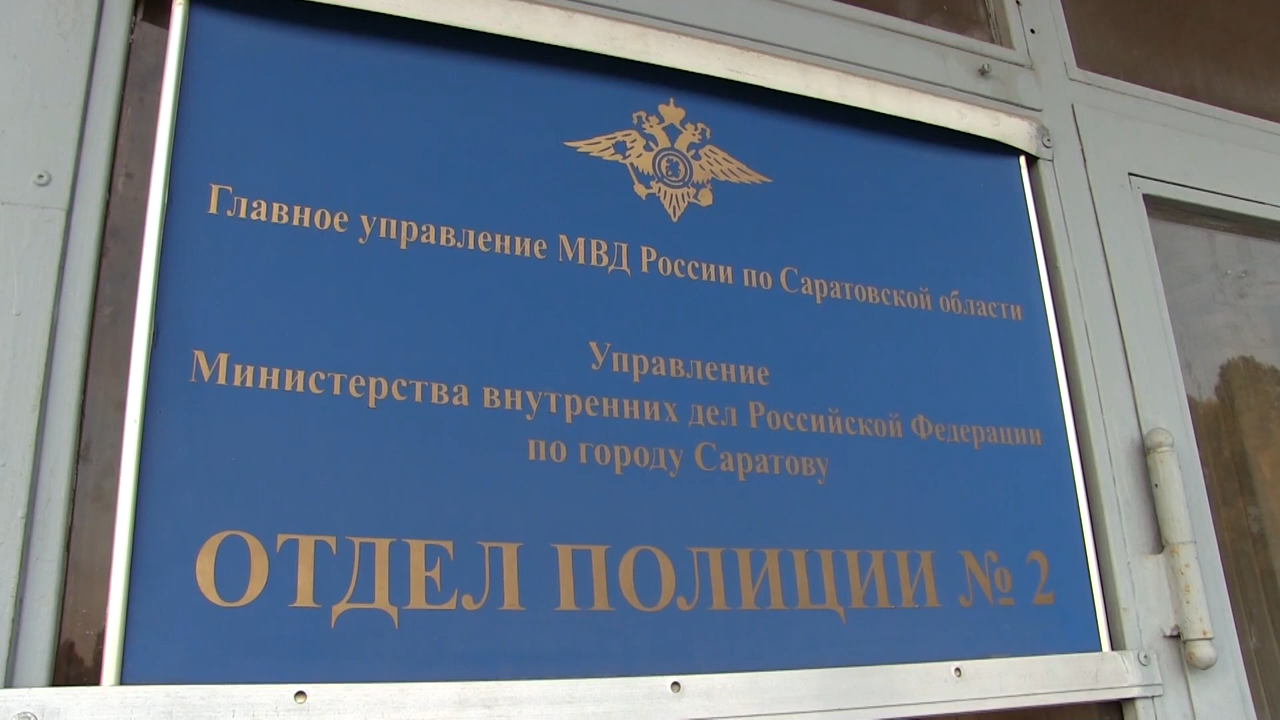 Главное управление МВД России по Саратовской области
Управление
Министерства внутренних дел Российской Федерации
по городу Саратову
ОТДЕЛ ПОЛИЦИИ № 2